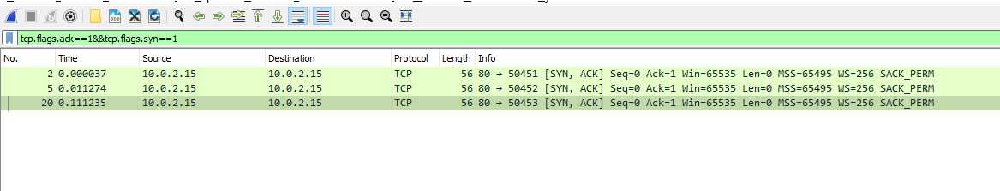 tcp.flags.ack==1&&tcp.flags.syn==1
No. Time Source Destination Protocol Length Info
2 0.000037 10.0.2.15 10.0.2.15 TCP 56 80 → 50451 [SYN, ACK] Seq=0 Ack=1 Win=65535 Len=0 MSS=65495 WS=256 SACK_PERM
5 0.011274 10.0.2.15 10.0.2.15 TCP 56 80 → 50452 [SYN, ACK] Seq=0 Ack=1 Win=65535 Len=0 MSS=65495 WS=256 SACK_PERM
20 0.111235 10.0.2.15 10.0.2.15 TCP 56 80 → 50453 [SYN, ACK] Seq=0 Ack=1 Win=65535 Len=0 MSS=65495 WS=256 SACK_PERM